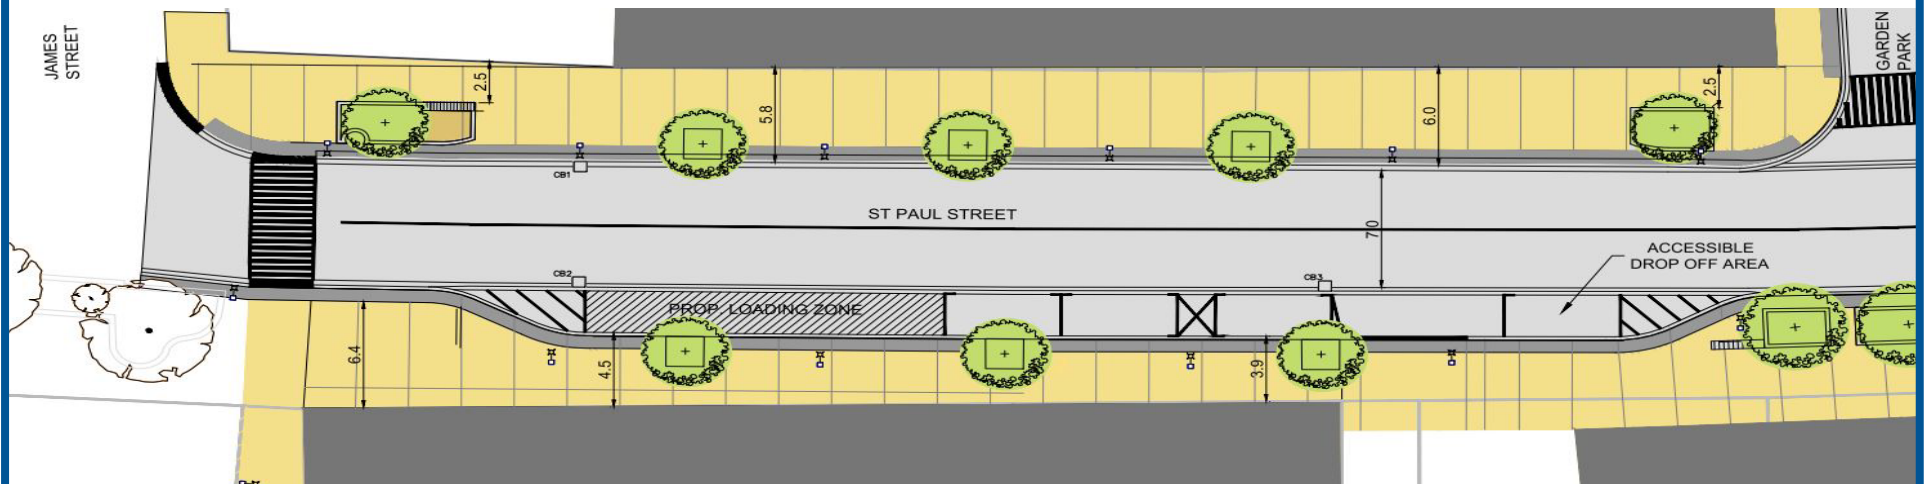 JAMES
STREET
GARDEN
PARK
2.5
5.8
6.0
2.5
CB1
ST PAUL STREET
7.0
ACCESSIBLE
DROP OFF AREA
CB2
CB3
PROP. LOADING ZONE
6.4
4.5
3.9